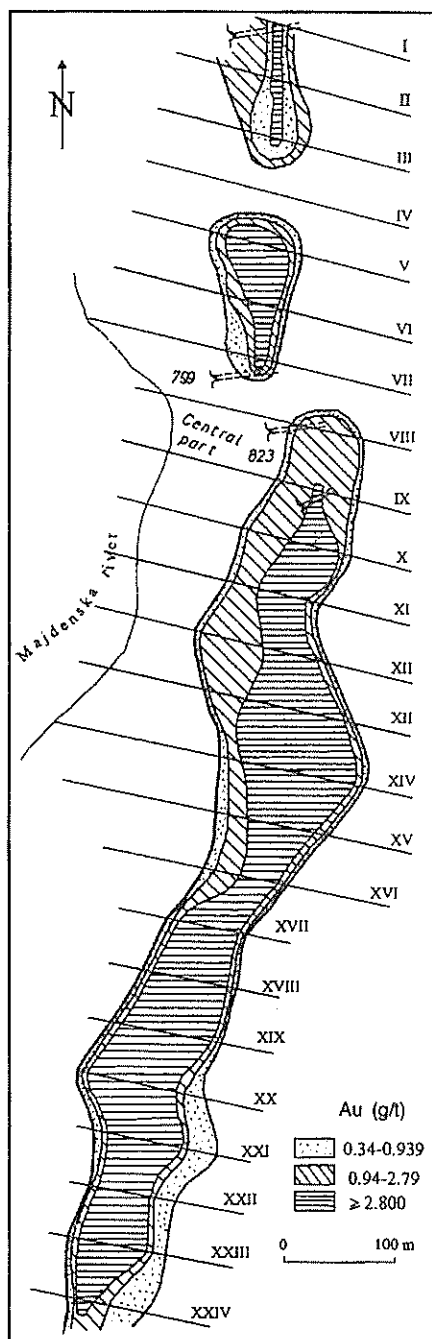 I
II
III
N
IV
V
VI
VII
799
VIII
Central
part
823
IX
X
XI
Majdenska rivet
XII
XII
XIV
XV
XVI
XVII
XVIII
XIX
XX
Au (g/t)
0.34-0.939
XXI
0.94-2.79
XXII
≥2.800
XXIII
0 100 m
XXIV